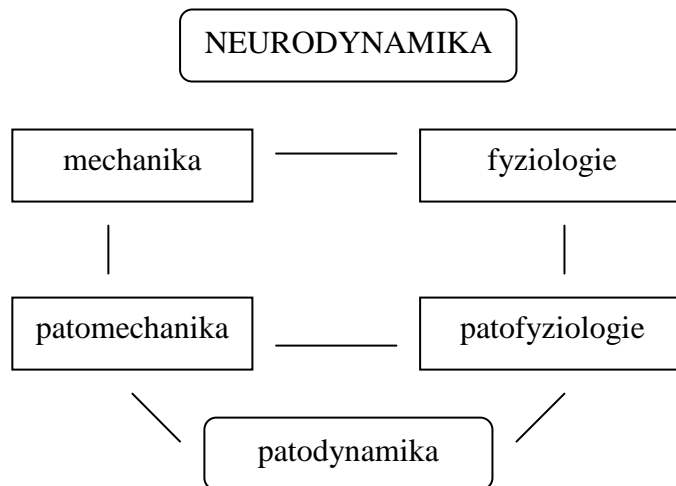 NEURODYNAMIKA
mechanika
fyziologie
patomechanika
patofyziologie
patodynamika